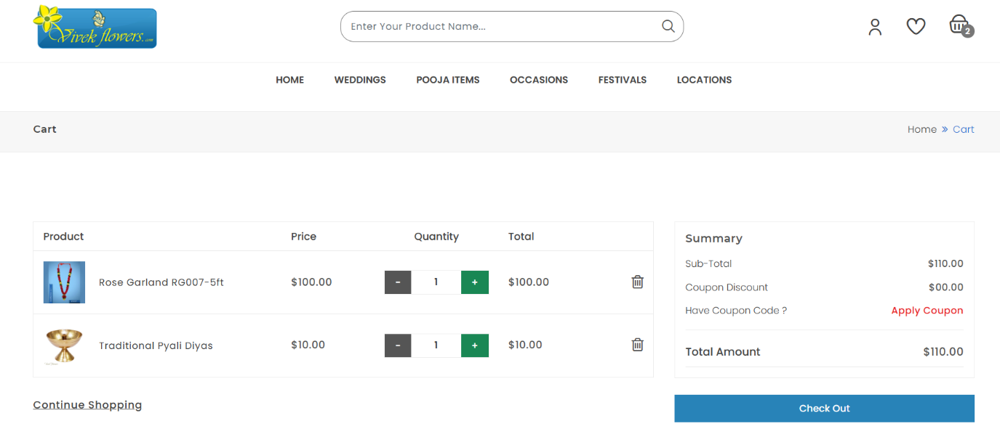 Vivek flowers.com
Enter Your Product Name...
2
HOME WEDDINGS POOJA ITEMS OCCASIONS FESTIVALS LOCATIONS
Cart
Home » Cart
Product Price Quantity Total
Rose Garland RG007-5ft $100.00 - 1 + $100.00
Traditional Pyali Diyas $10.00 - 1 + $10.00
Continue Shopping
Summary
Sub-Total $110.00
Coupon Discount $00.00
Have Coupon Code ? Apply Coupon
Total Amount $110.00
Check Out